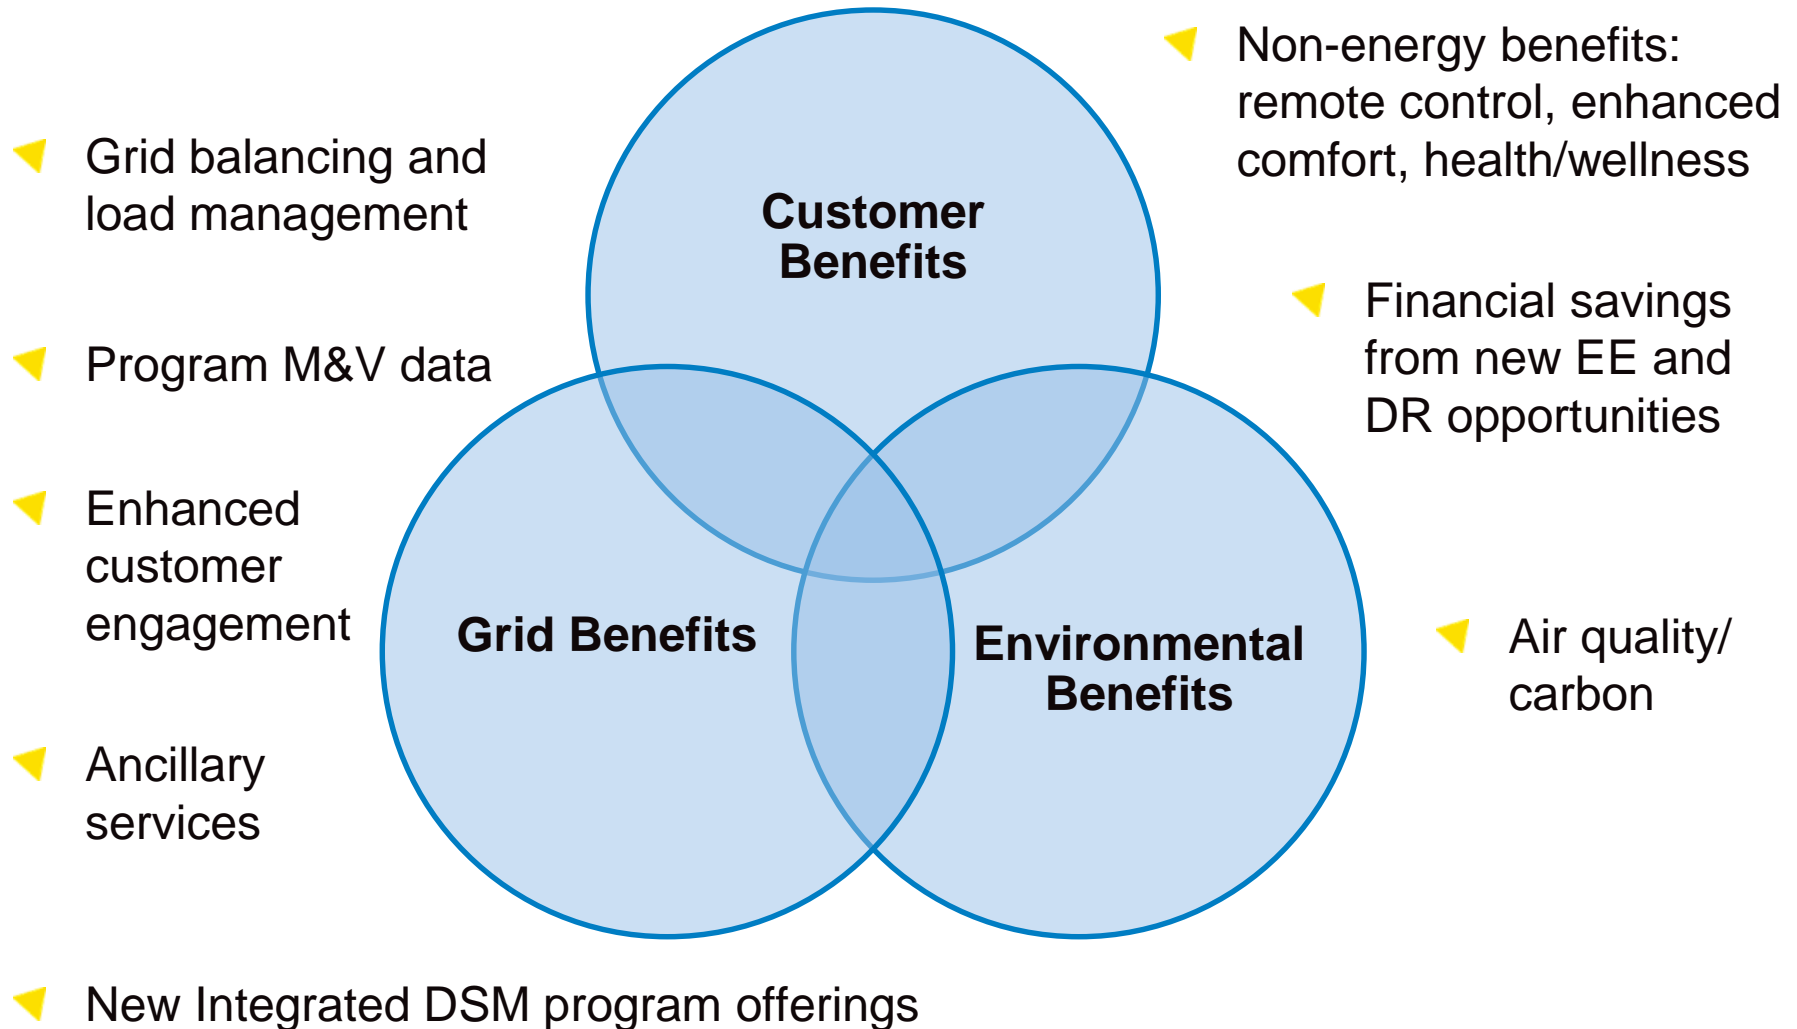 Non-energy benefits:
remote control, enhanced
comfort, health/wellness
Grid balancing and
load management
Customer
Benefits
Financial savings
from new EE and
DR opportunities
Program M&V data
Enhanced
customer
engagement
Grid Benefits
Environmental
Benefits
Air quality/
carbon
Ancillary
services
New Integrated DSM program offerings